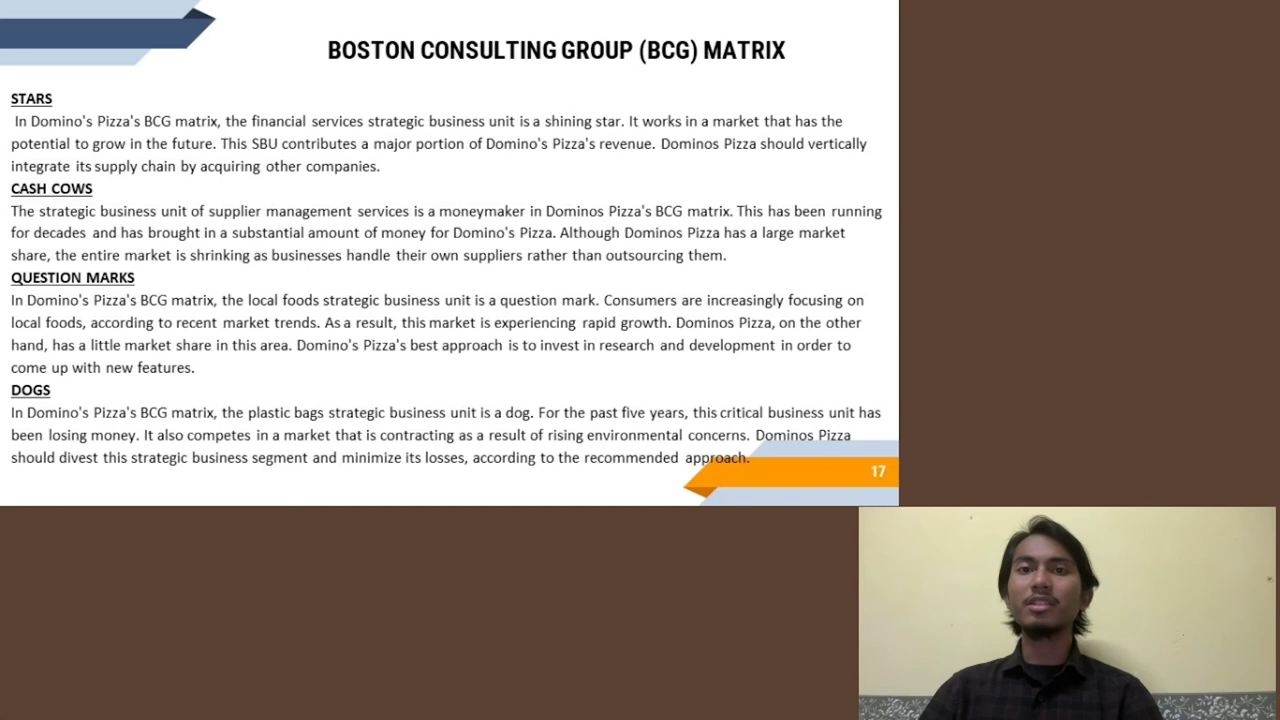 BOSTON CONSULTING GROUP (BCG) MATRIX
STARS
In Domino's Pizza's BCG matrix, the financial services strategic business unit is a shining star. It works in a market that has the
potential to grow in the future. This SBU contributes a major portion of Domino's Pizza's revenue. Dominos Pizza should vertically
integrate its supply chain by acquiring other companies.
CASH COWS
The strategic business unit of supplier management services is a moneymaker in Dominos Pizza's BCG matrix. This has been running
for decades and has brought in a substantial amount of money for Domino's Pizza. Although Dominos Pizza has a large market
share, the entire market is shrinking as businesses handle their own suppliers rather than outsourcing them.
QUESTION MARKS
In Domino's Pizza's BCG matrix, the local foods strategic business unit is a question mark. Consumers are increasingly focusing on
local foods, according to recent market trends. As a result, this market is experiencing rapid growth. Dominos Pizza, on the other
hand, has a little market share in this area. Domino's Pizza's best approach is to invest in research and development in order to
come up with new features.
DOGS
In Domino's Pizza's BCG matrix, the plastic bags strategic business unit is a dog. For the past five years, this critical business unit has
been losing money. It also competes in a market that is contracting as a result of rising environmental concerns. Dominos Pizza
should divest this strategic business segment and minimize its losses, according to the recommended approach.
17